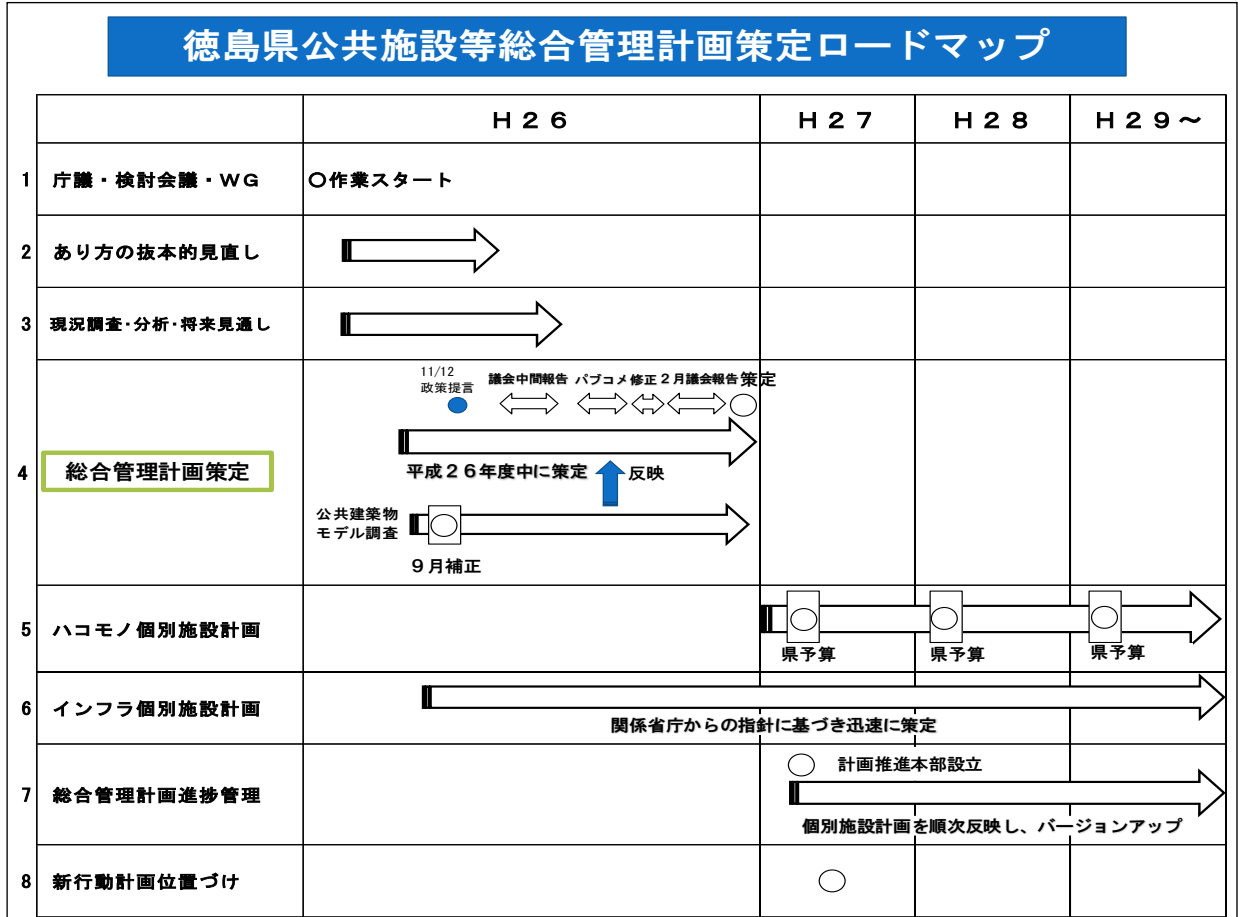 徳島県公共施設等総合管理計画策定ロードマップ
Ｈ２６
Ｈ２７
Ｈ２８
Ｈ２９～
1 庁議・検討会議・ＷＧ
〇作業スタート
2 あり方の抜本的見直し
3 現況調査･分析･将来見通し
11/12
政策提言
議会中間報告
パブコメ
修正
２月議会報告
策定
4 総合管理計画策定
平成２６年度中に策定
反映
公共建築物
モデル調査
９月補正
5 ハコモノ個別施設計画
県予算
県予算
県予算
6 インフラ個別施設計画
関係省庁からの指針に基づき迅速に策定
計画推進本部設立
7 総合管理計画進捗管理
個別施設計画を順次反映し、バージョンアップ
8 新行動計画位置づけ